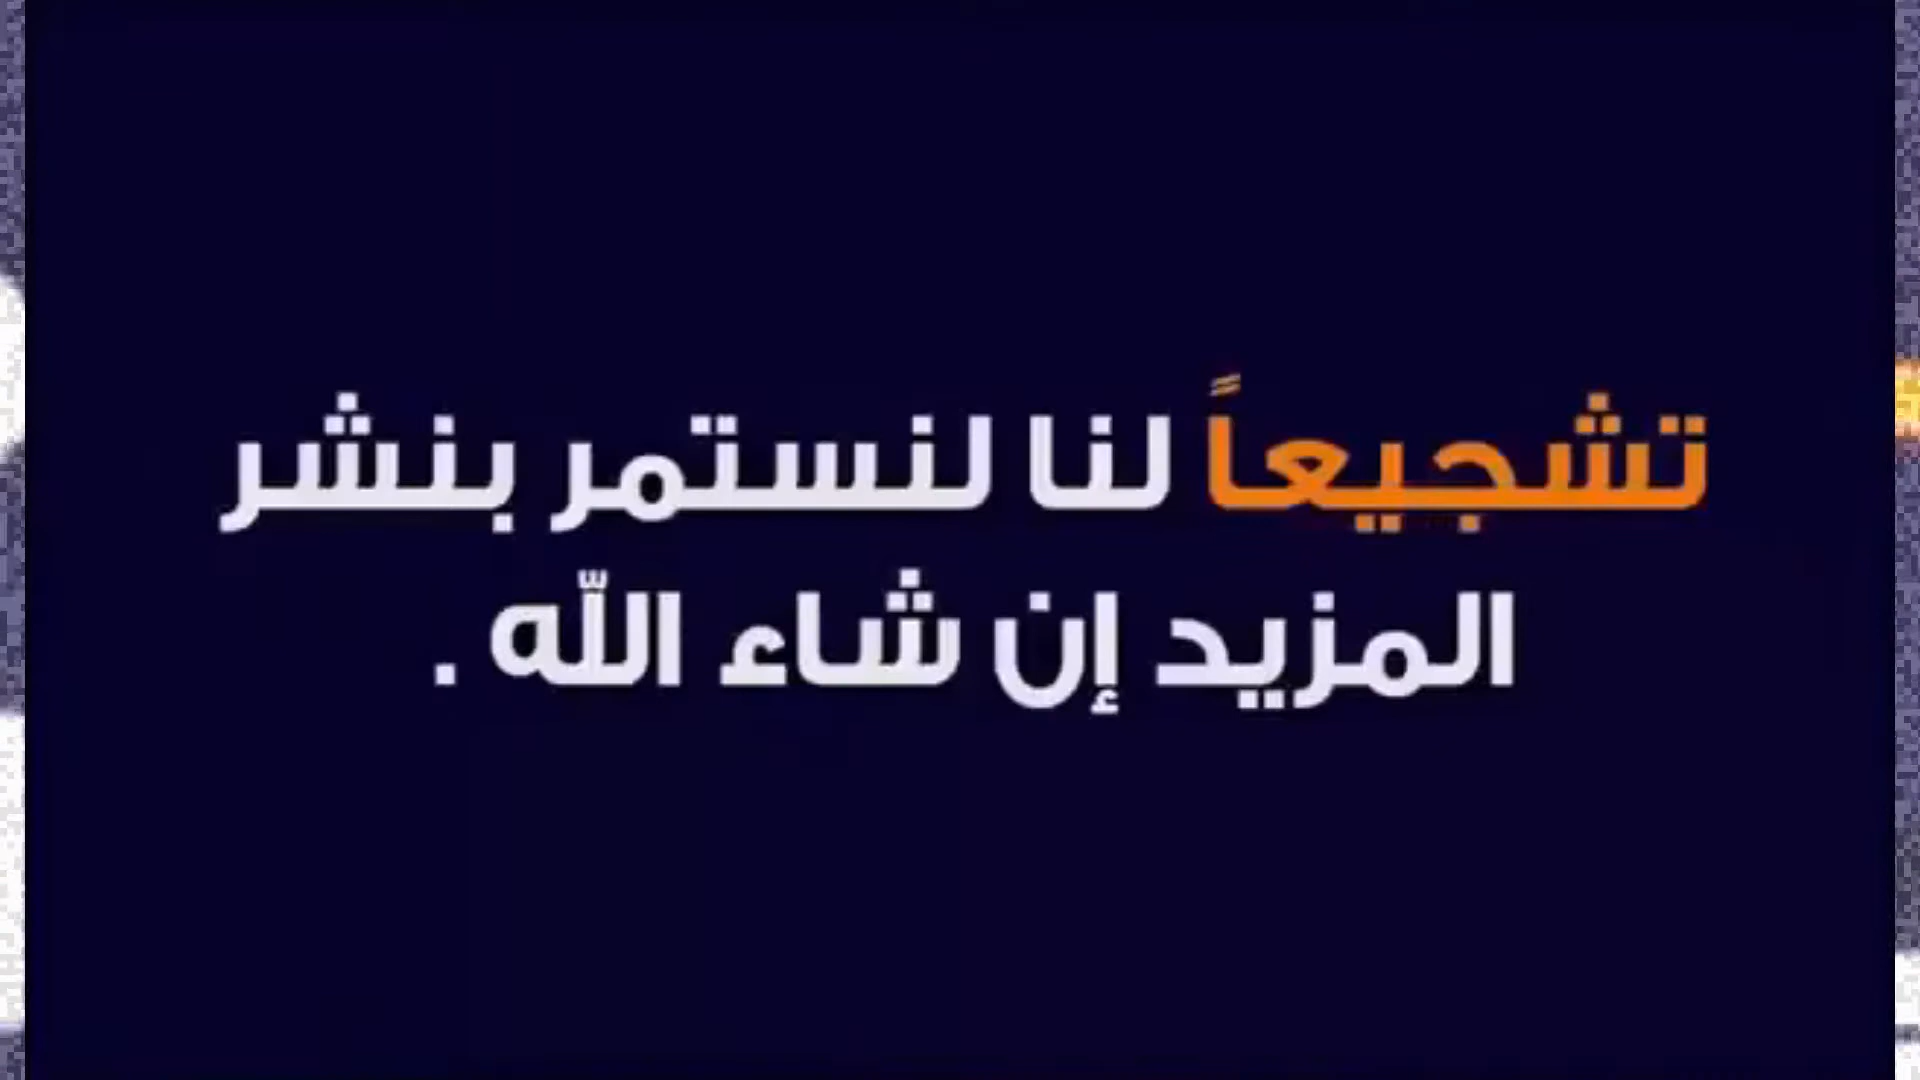 تشجيعاً لنا لنستمر بنشر
المزيد إن شاء اللّه .